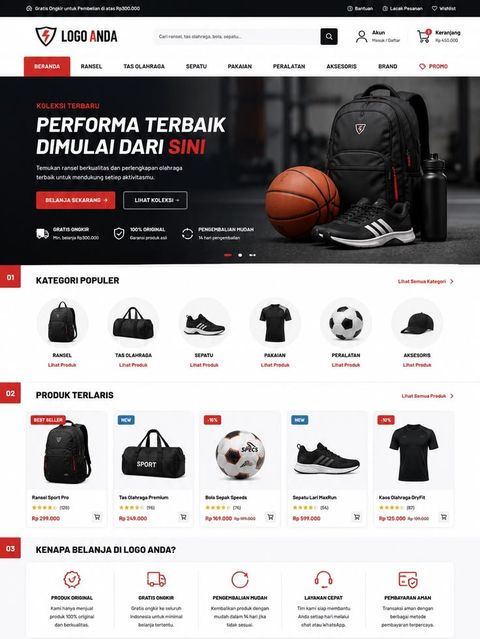 Gratis Ongkir untuk Pembelian di atas Rp300.000
Bantuan
Lacak Pesanan
Wishlist
LOGO ANDA
Cari ransel, tas olahraga, bola, sepatu...
Akun
Masuk / Daftar
Keranjang
Rp 450.000
BERANDA
RANSEL
TAS OLAHRAGA
SEPATU
PAKAIAN
PERALATAN
AKSESORIS
BRAND
PROMO
KOLEKSI TERBARU
PERFORMA TERBAIK
DIMULAI DARI SINI
Temukan ransel berkualitas dan perlengkapan olahraga
terbaik untuk mendukung setiap aktivitasmu.
BELANJA SEKARANG
LIHAT KOLEKSI
GRATIS ONGKIR
Min. belanja Rp300.000
100% ORIGINAL
Garansi produk asli
PENGEMBALIAN MUDAH
14 hari pengembalian
01
KATEGORI POPULER
Lihat Semua Kategori
RANSEL
Lihat Produk
TAS OLAHRAGA
Lihat Produk
SEPATU
Lihat Produk
PAKAIAN
Lihat Produk
PERALATAN
Lihat Produk
AKSESORIS
Lihat Produk
02
PRODUK TERLARIS
Lihat Semua Produk
BEST SELLER
Ransel Sport Pro
Rp 299.000
NEW
SPORT
Tas Olahraga Premium
Rp 249.000
SPECS
Bola Sepak Speeds
(76)
Rp 169.000
NEW
Sepatu Lari MaxRun
(54)
Rp 599.000
-10%
Kaos Olahraga DryFit
(87)
Rp 125.000
03
KENAPA BELANJA DI LOGO ANDA?
PRODUK ORIGINAL
Kami hanya menjual
produk 100% original
dan berkualitas.
GRATIS ONGKIR
Gratis ongkir ke seluruh
Indonesia untuk minimal
belanja tertentu.
PENGEMBALIAN MUDAH
Kembalikan produk dengan
mudah dalam 14 hari jika
tidak sesuai.
LAYANAN CEPAT
Tim kami siap membantu
Anda setiap hari melalui
chat atau WhatsApp.
PEMBAYARAN AMAN
Transaksi aman dengan
berbagai metode
pembayaran terpercaya.